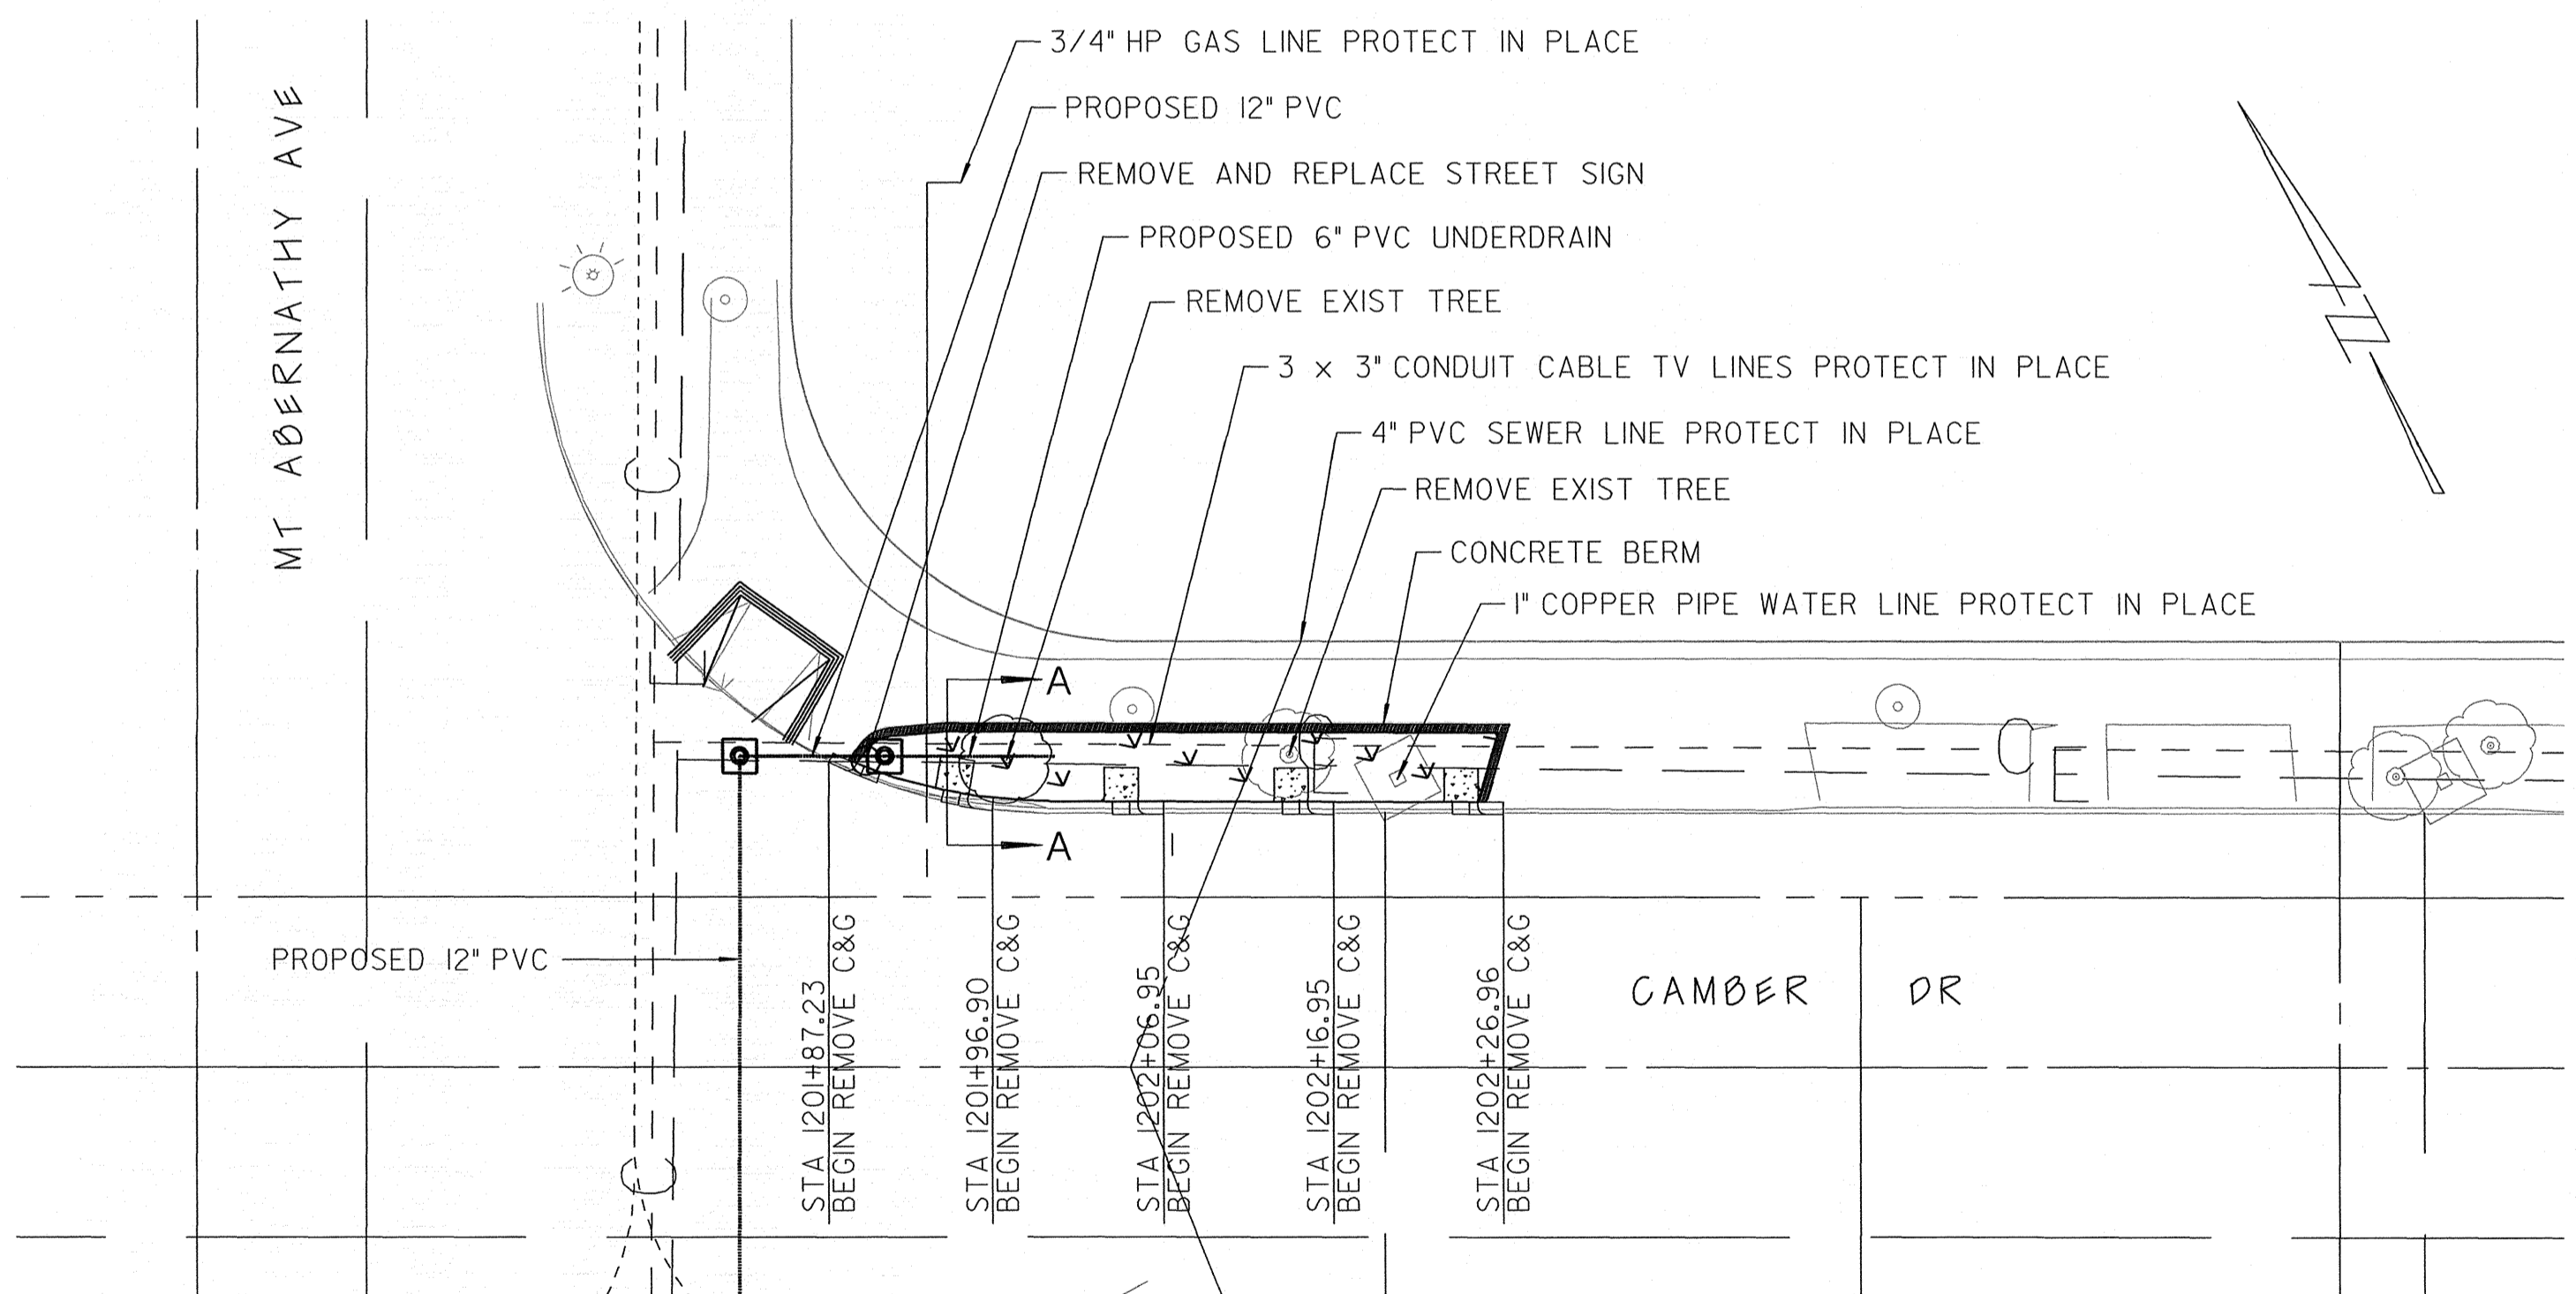 3/4" HP GAS LINE PROTECT IN PLACE
PROPOSED 12" PVC
REMOVE AND REPLACE STREET SIGN
PROPOSED 6" PVC UNDERDRAIN
REMOVE EXIST TREE
3 x 3" CONDUIT CABLE TV LINES PROTECT IN PLACE
4" PVC SEWER LINE PROTECT IN PLACE
REMOVE EXIST TREE
CONCRETE BERM
1" COPPER PIPE WATER LINE PROTECT IN PLACE
MT ABERNATHY AVE
A
A
PROPOSED 12" PVC
STA 1201+87.23
BEGIN REMOVE C&G
STA 1201+96.90
BEGIN REMOVE C&G
STA 1202+06.95
BEGIN REMOVE C&G
STA 1202+16.95
BEGIN REMOVE C&G
STA 1202+26.96
BEGIN REMOVE C&G
CAMBER DR